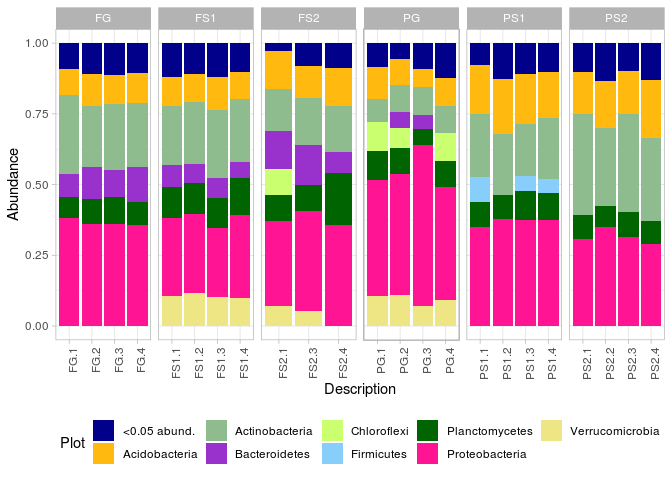 FG FS1 FS2 PG PS1 PS2
1.00
0.75
0.50
0.25
0.00
Abundance
FG.1 FG.2 FG.3 FG.4 FS1.1 FS1.2 FS1.3 FS1.4 FS2.1 FS2.3 FS2.4 PG.1 PG.2 PG.3 PG.4 PS1.1 PS1.2 PS1.3 PS1.4 PS2.1 PS2.2 PS2.3 PS2.4
Description
Plot
<0.05 abund. Actinobacteria Chloroflexi Planctomycetes Verrucomicrobia
Acidobacteria Bacteroidetes Firmicutes Proteobacteria